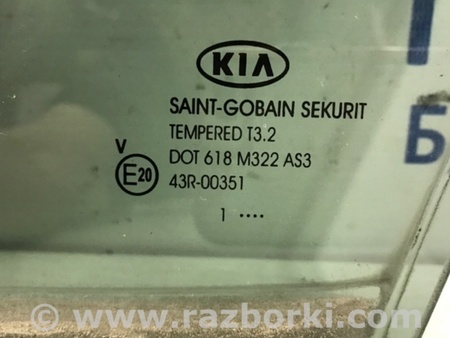 KIA
SAINT-GOBAIN SEKURIT
TEMPERED T3.2
V
DOT 618 M322 AS3
E20
43R-00351
1 ....
Б
www.razborki.com